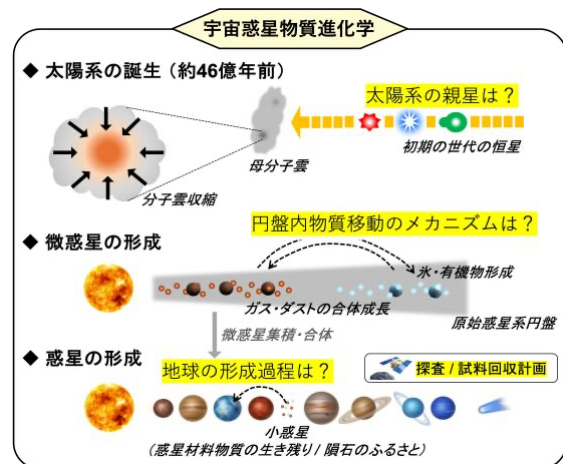 宇宙惑星物質進化学
◆ 太陽系の誕生（約46億年前）
太陽系の親星は？
初期の世代の恒星
母分子雲
分子雲収縮
円盤内物質移動のメカニズムは？
◆ 微惑星の形成
氷・有機物形成
ガス・ダストの合体成長
原始惑星系円盤
微惑星集積・合体
◆ 惑星の形成
地球の形成過程は？
探査 / 試料回収計画
小惑星
（惑星材料物質の生き残り / 隕石のふるさと）